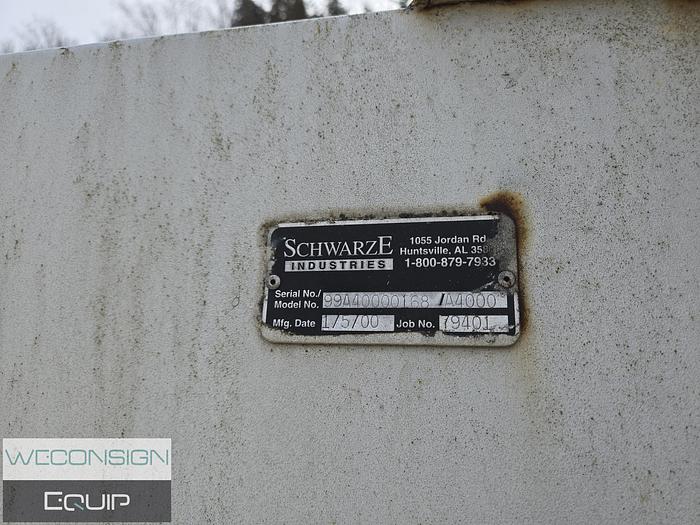 SCHWARZE
INDUSTRIES
1055 Jordan Rd
Huntsville, AL
1-800-879-7933
Serial No./
Model No. 99A40000168 /A4000
Mfg. Date 1/5/00 Job No. 79401
WECONSIGN
EQUIP